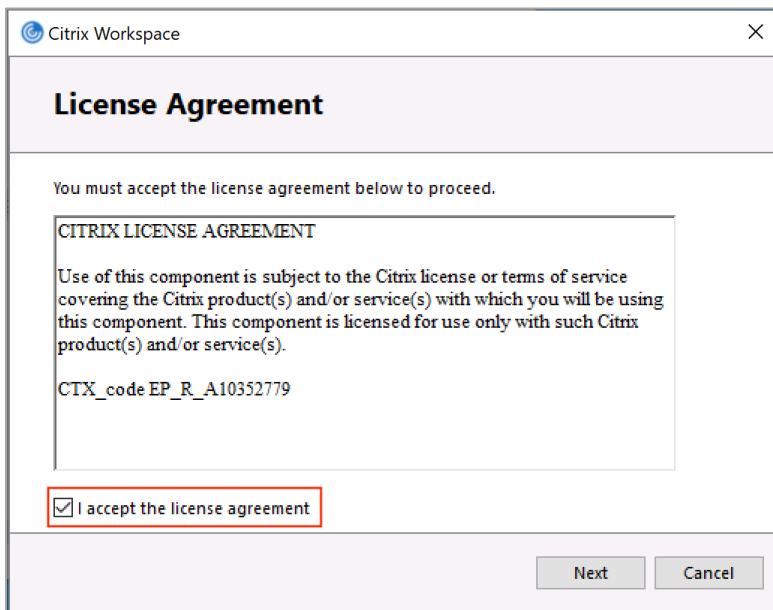 Citrix Workspace
License Agreement
You must accept the license agreement below to proceed.
CITRIX LICENSE AGREEMENT
Use of this component is subject to the Citrix license or terms of service
covering the Citrix product(s) and/or service(s) with which you will be using
this component. This component is licensed for use only with such Citrix
product(s) and/or service(s).
CTX_code EP_R_A10352779
I accept the license agreement
Next Cancel